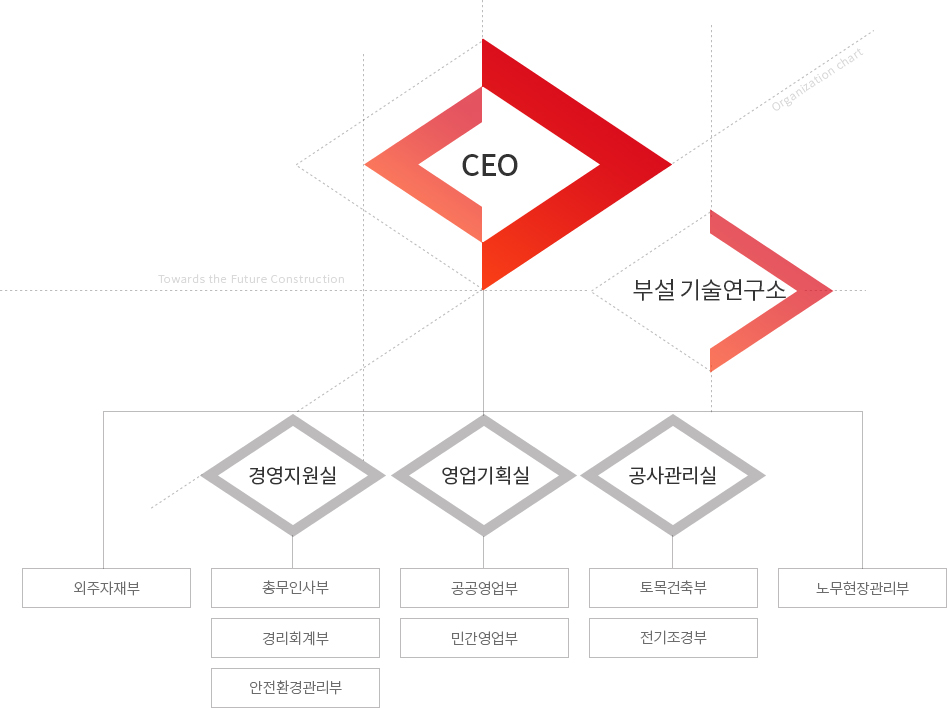 Organization chart
CEO
Towards the Future Construction
부설 기술연구소
경영지원실
영업기획실
공사관리실
외주자재부
총무인사부
공공영업부
토목건축부
노무현장관리부
경리회계부
민간영업부
전기조경부
안전환경관리부